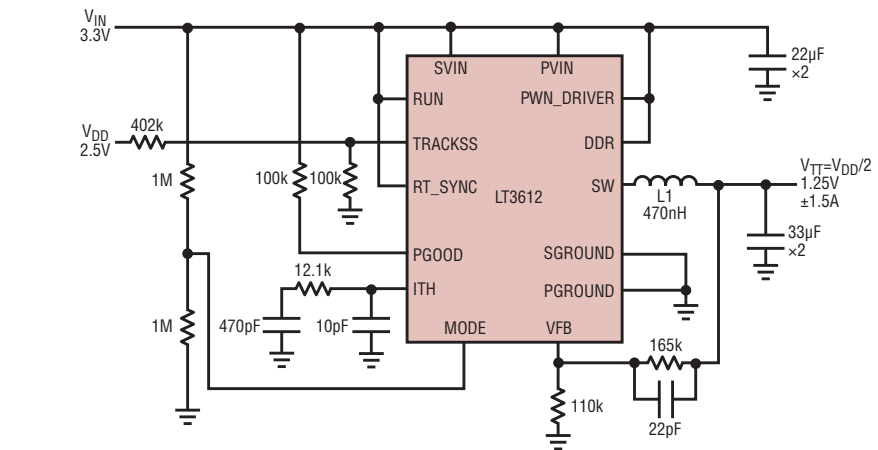 VIN
3.3V
22µF
×2
SVIN
PVIN
RUN
PWN_DRIVER
VDD
2.5V
402k
TRACKSS
DDR
1M
100k
100k
RT_SYNC
LT3612
SW
L1
470nH
VTT=VDD/2
1.25V
±1.5A
33µF
×2
PGOOD
SGROUND
12.1k
ITH
PGROUND
1M
470pF
10pF
MODE
VFB
165k
110k
22pF